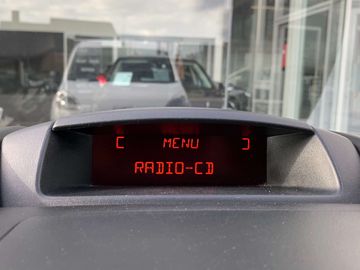 [ MENU ]
RADIO-CD